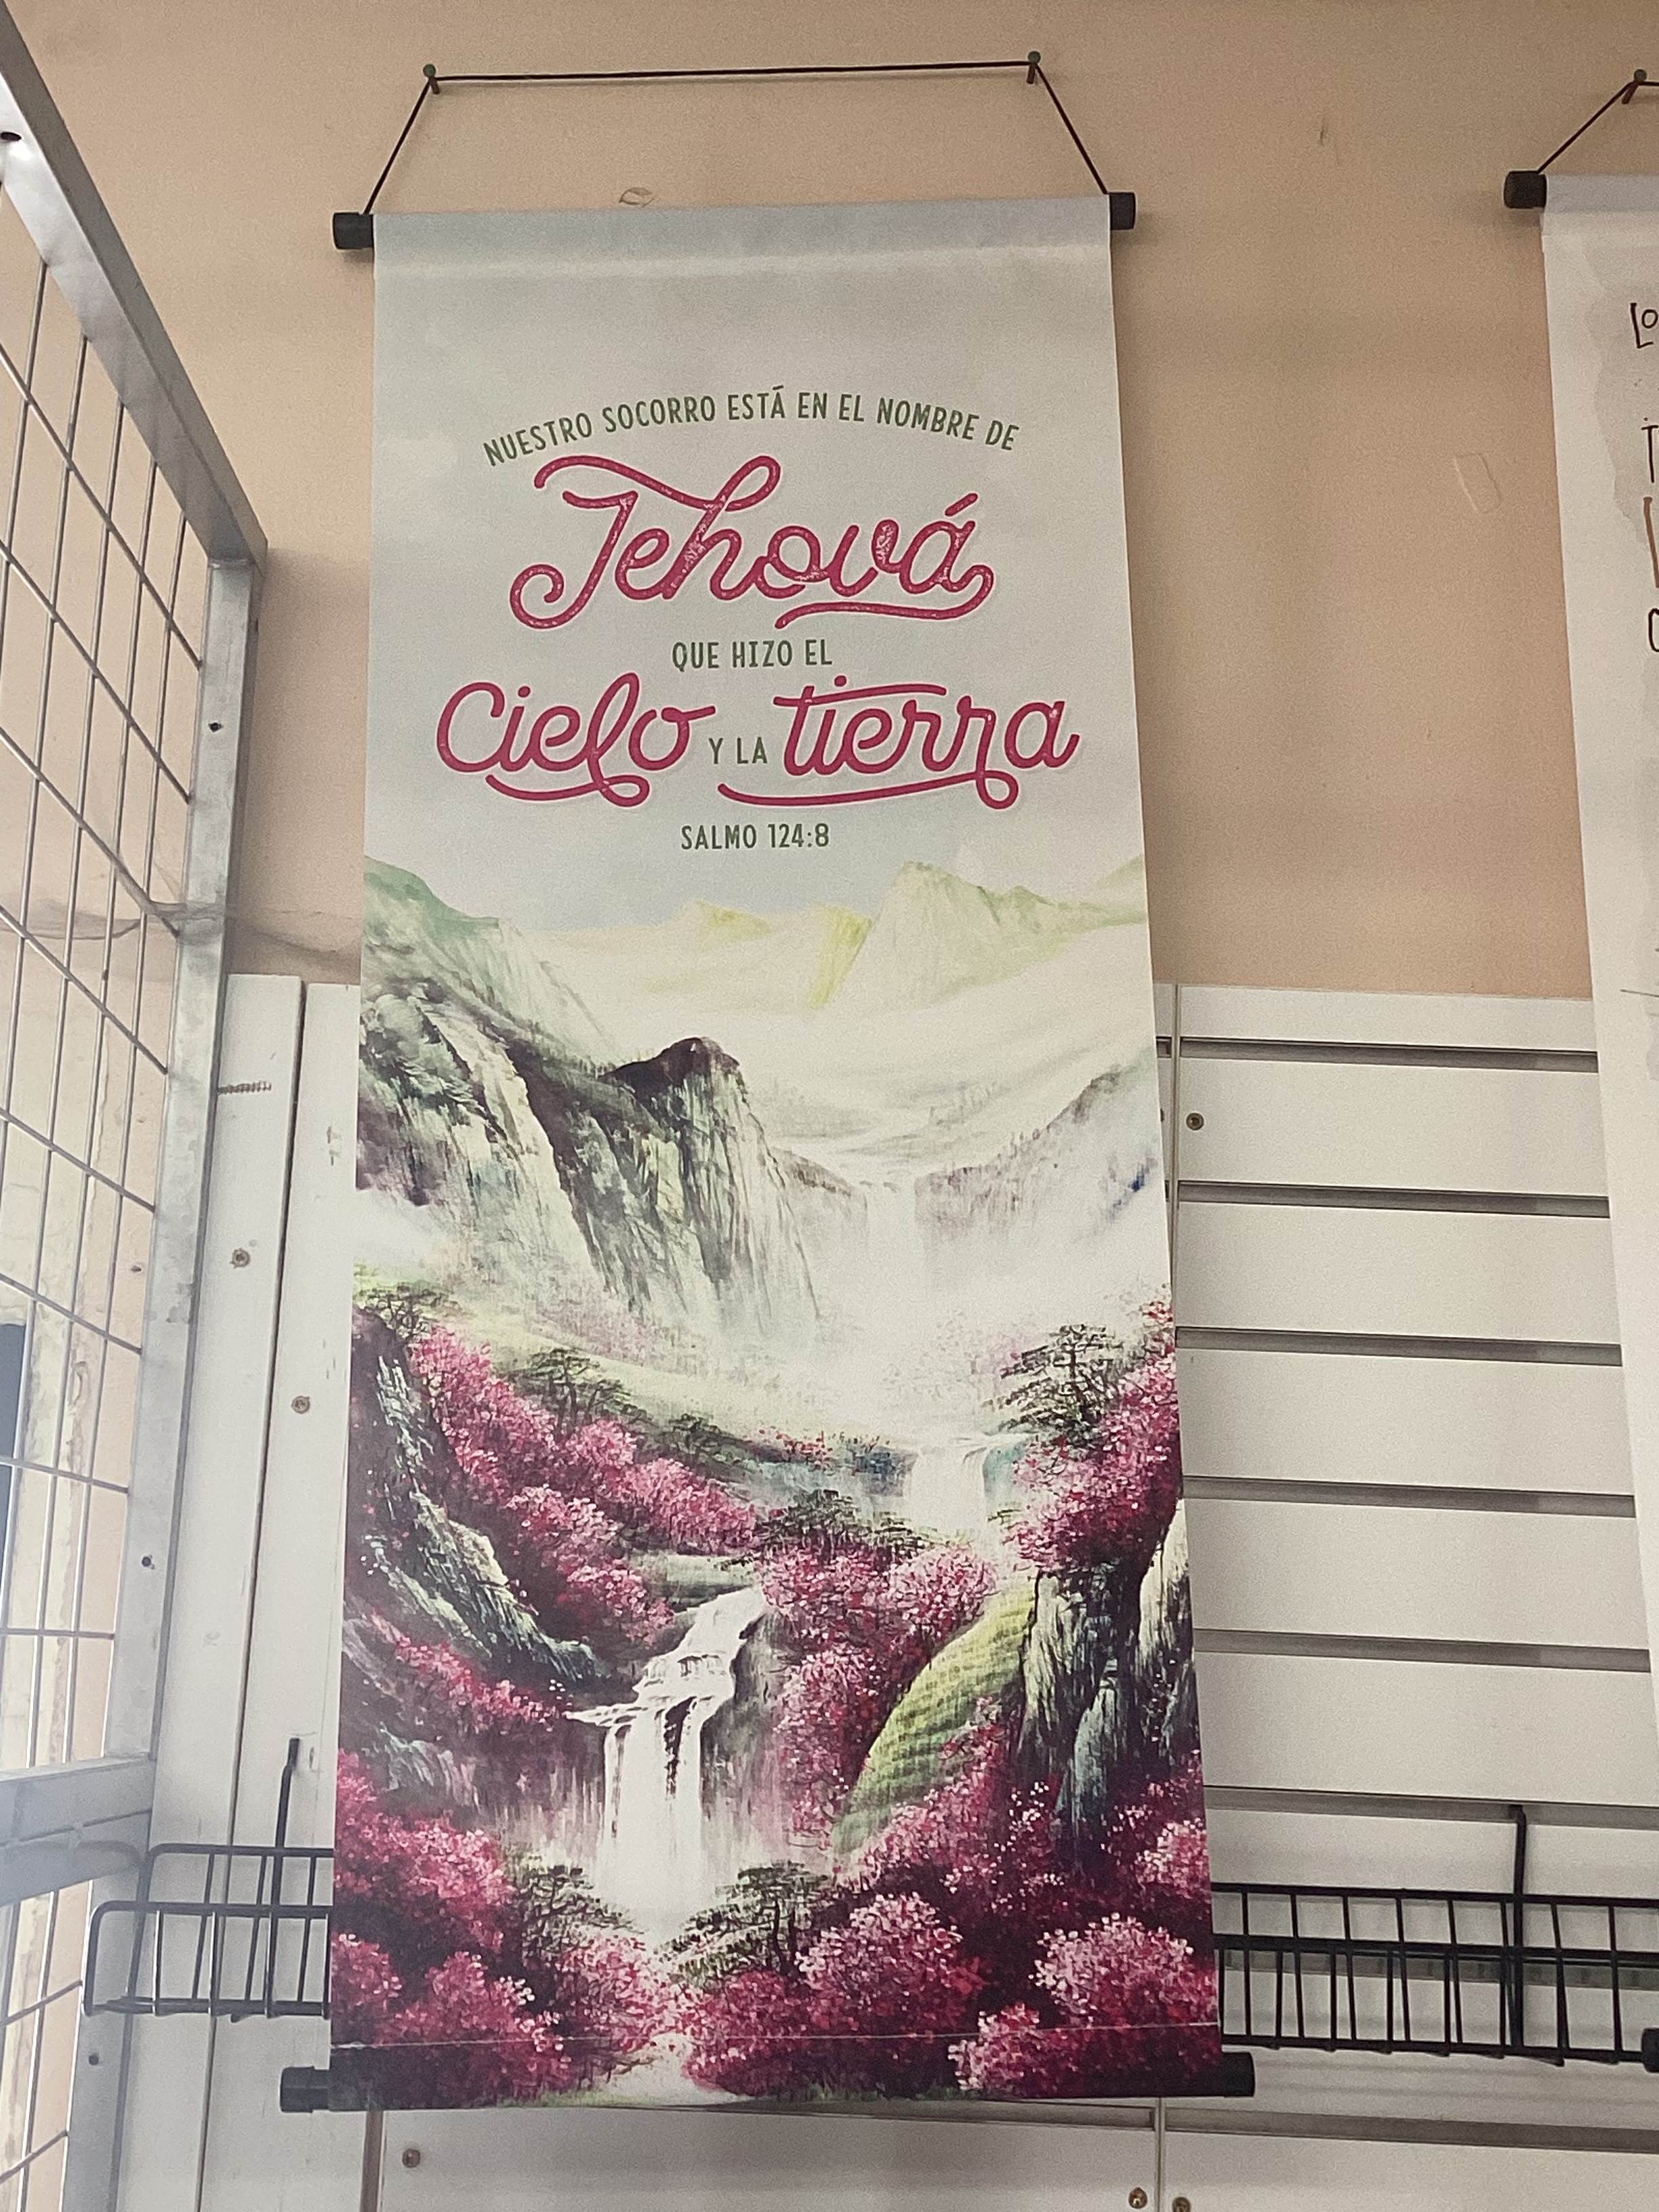 NUESTRO SOCORRO ESTÁ EN EL NOMBRE DE
Jehová
QUE HIZO EL
Cielo Y LA tierra
SALMO 124:8